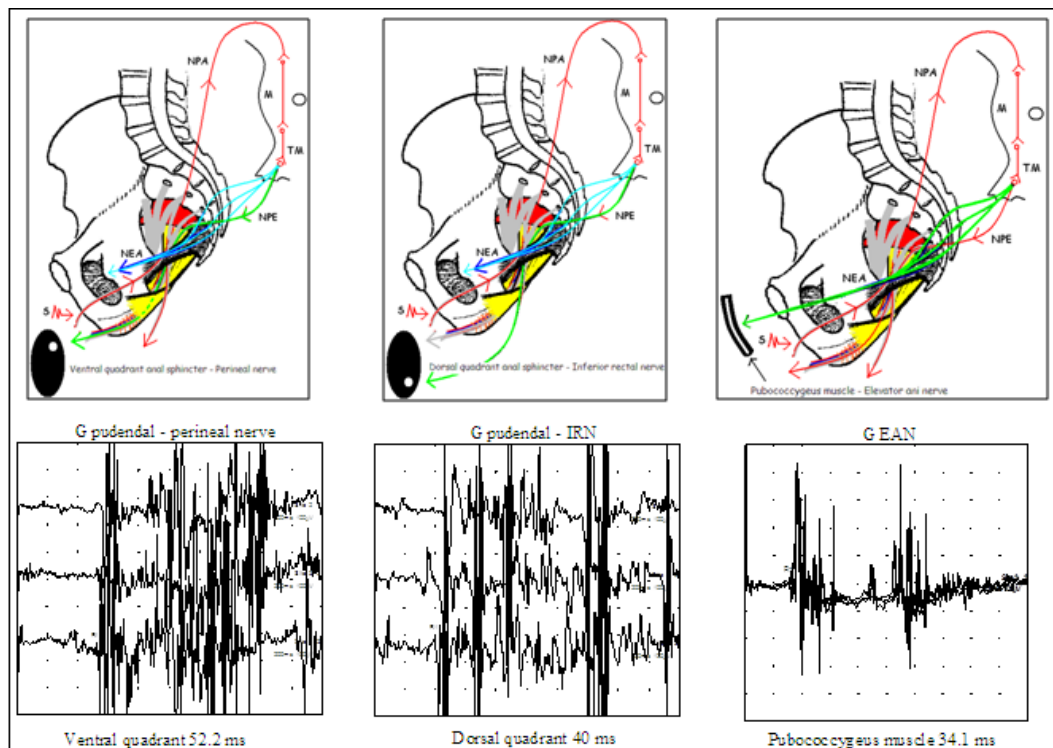 NPA
M
TM
NPE
NEA
S
Ventral quadrant anal sphincter - Perineal nerve
NPA
M
TM
NPE
NEA
S
Dorsal quadrant anal sphincter - Inferior rectal nerve
NPA
M
TM
NPE
NEA
S
Pubococcygeus muscle - Elevator ani nerve
G pudendal - perineal nerve
G pudendal - IRN
G EAN
Ventral quadrant 52.2 ms
Dorsal quadrant 40 ms
Pubococcygeus muscle 34.1 ms